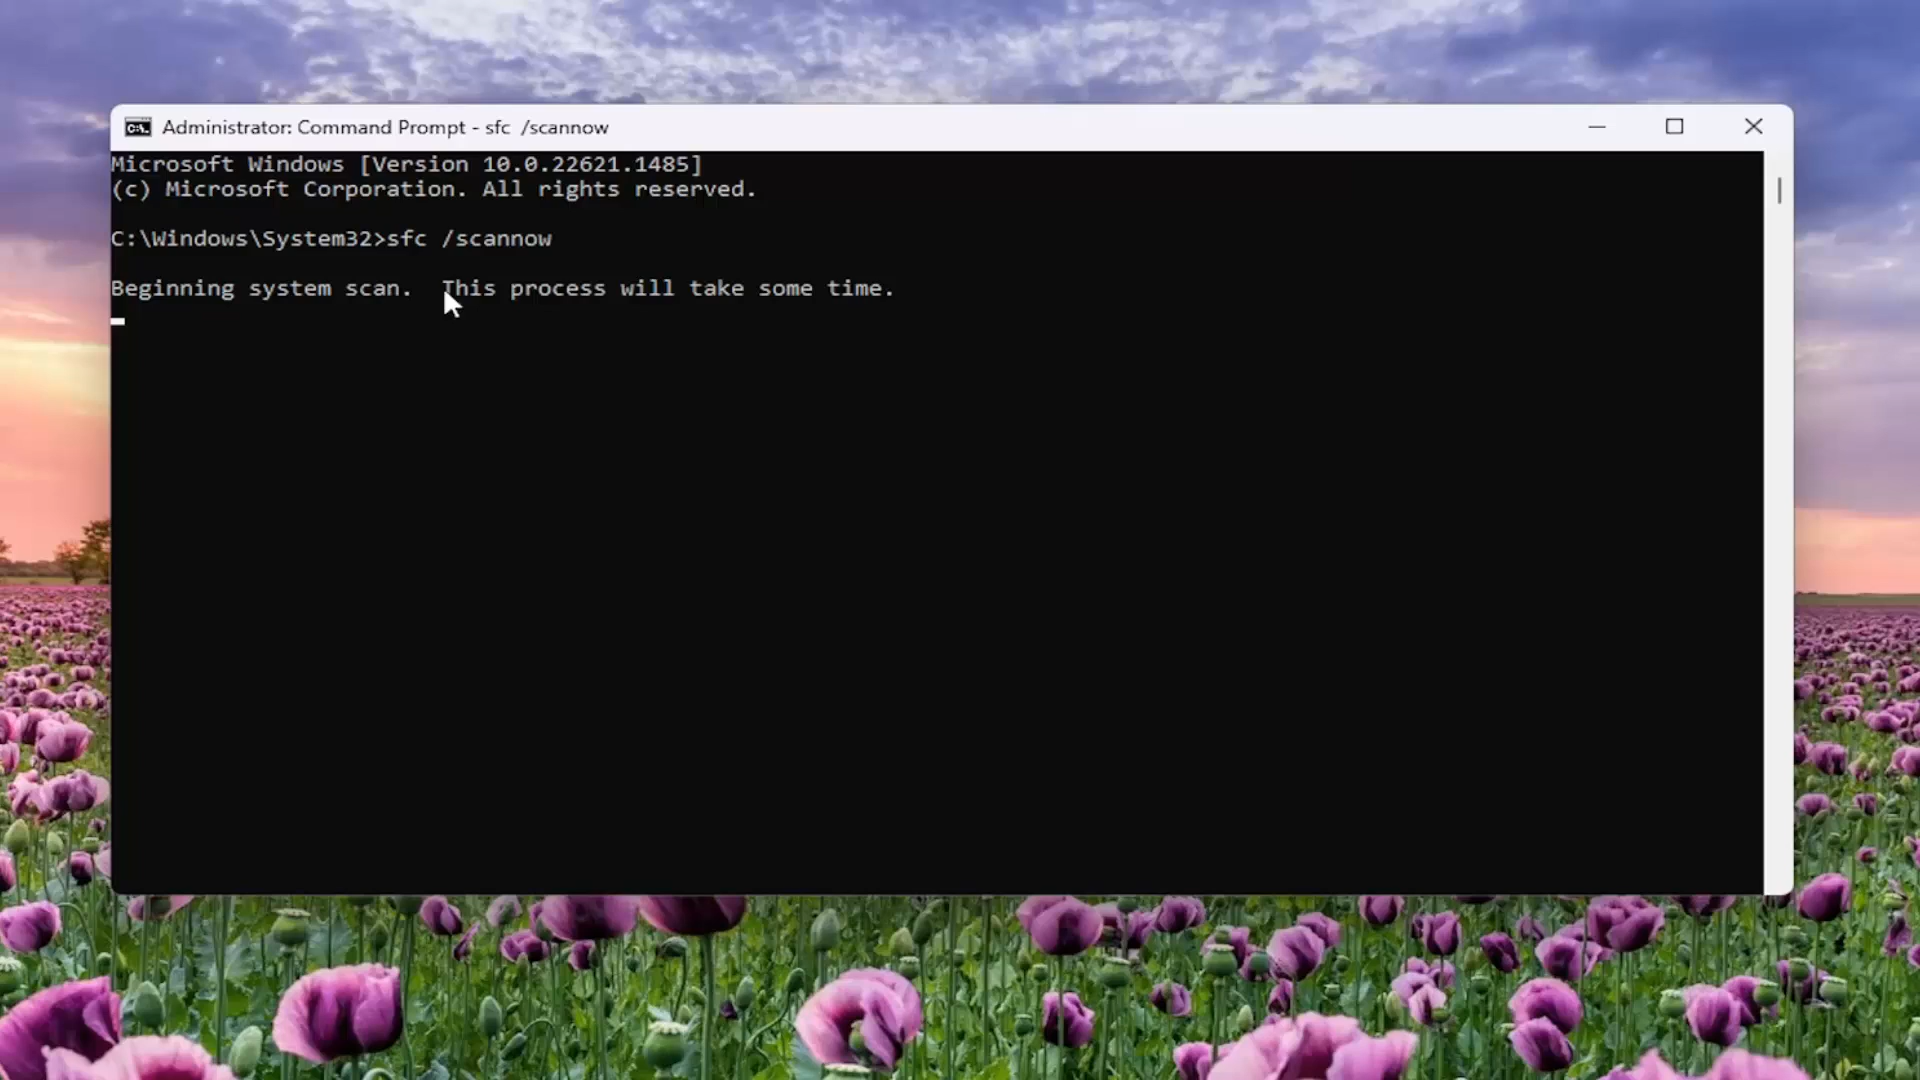 Administrator: Command Prompt - sfc  /scannow
Microsoft Windows [Version 10.0.22621.1485]
(c) Microsoft Corporation. All rights reserved.
C:\Windows\System32>sfc /scannow
Beginning system scan.  This process will take some time.